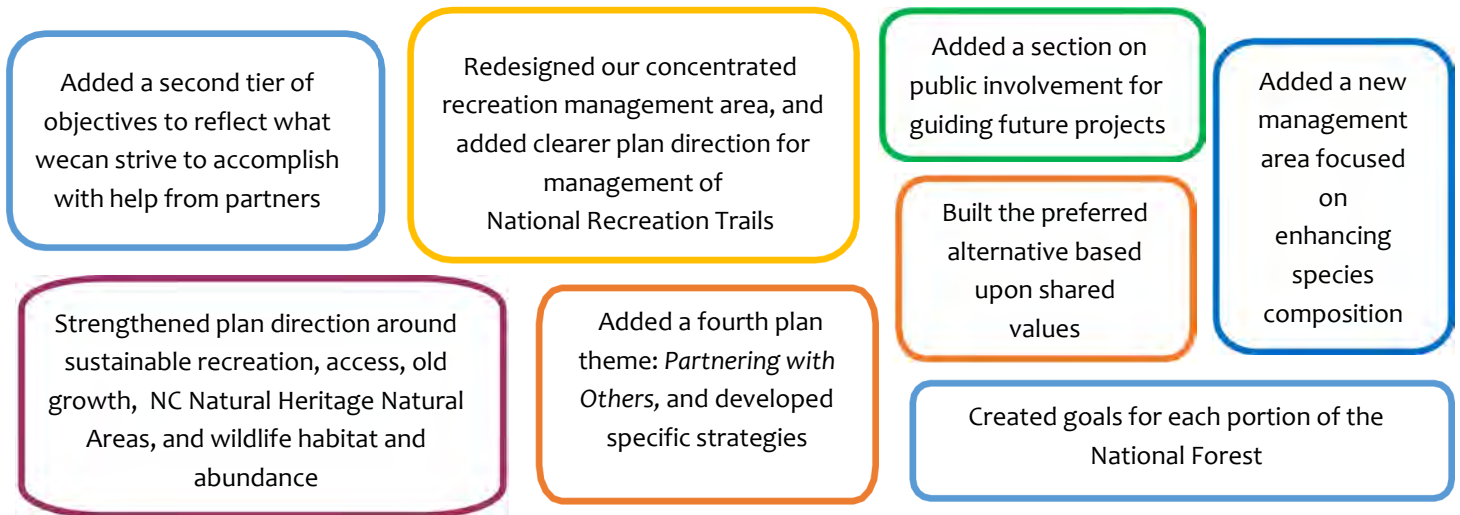 Added a second tier of
objectives to reflect what
wecan strive to accomplish
with help from partners
Redesigned our concentrated
recreation management area, and
added clearer plan direction for
management of
National Recreation Trails
Added a section on
public involvement for
guiding future projects
Added a new
management
area focused
on
enhancing
species
composition
Built the preferred
alternative based
upon shared
values
Strengthened plan direction around
sustainable recreation, access, old
growth, NC Natural Heritage Natural
Areas, and wildlife habitat and
abundance
Added a fourth plan
theme: Partnering with
Others, and developed
specific strategies
Created goals for each portion of the
National Forest